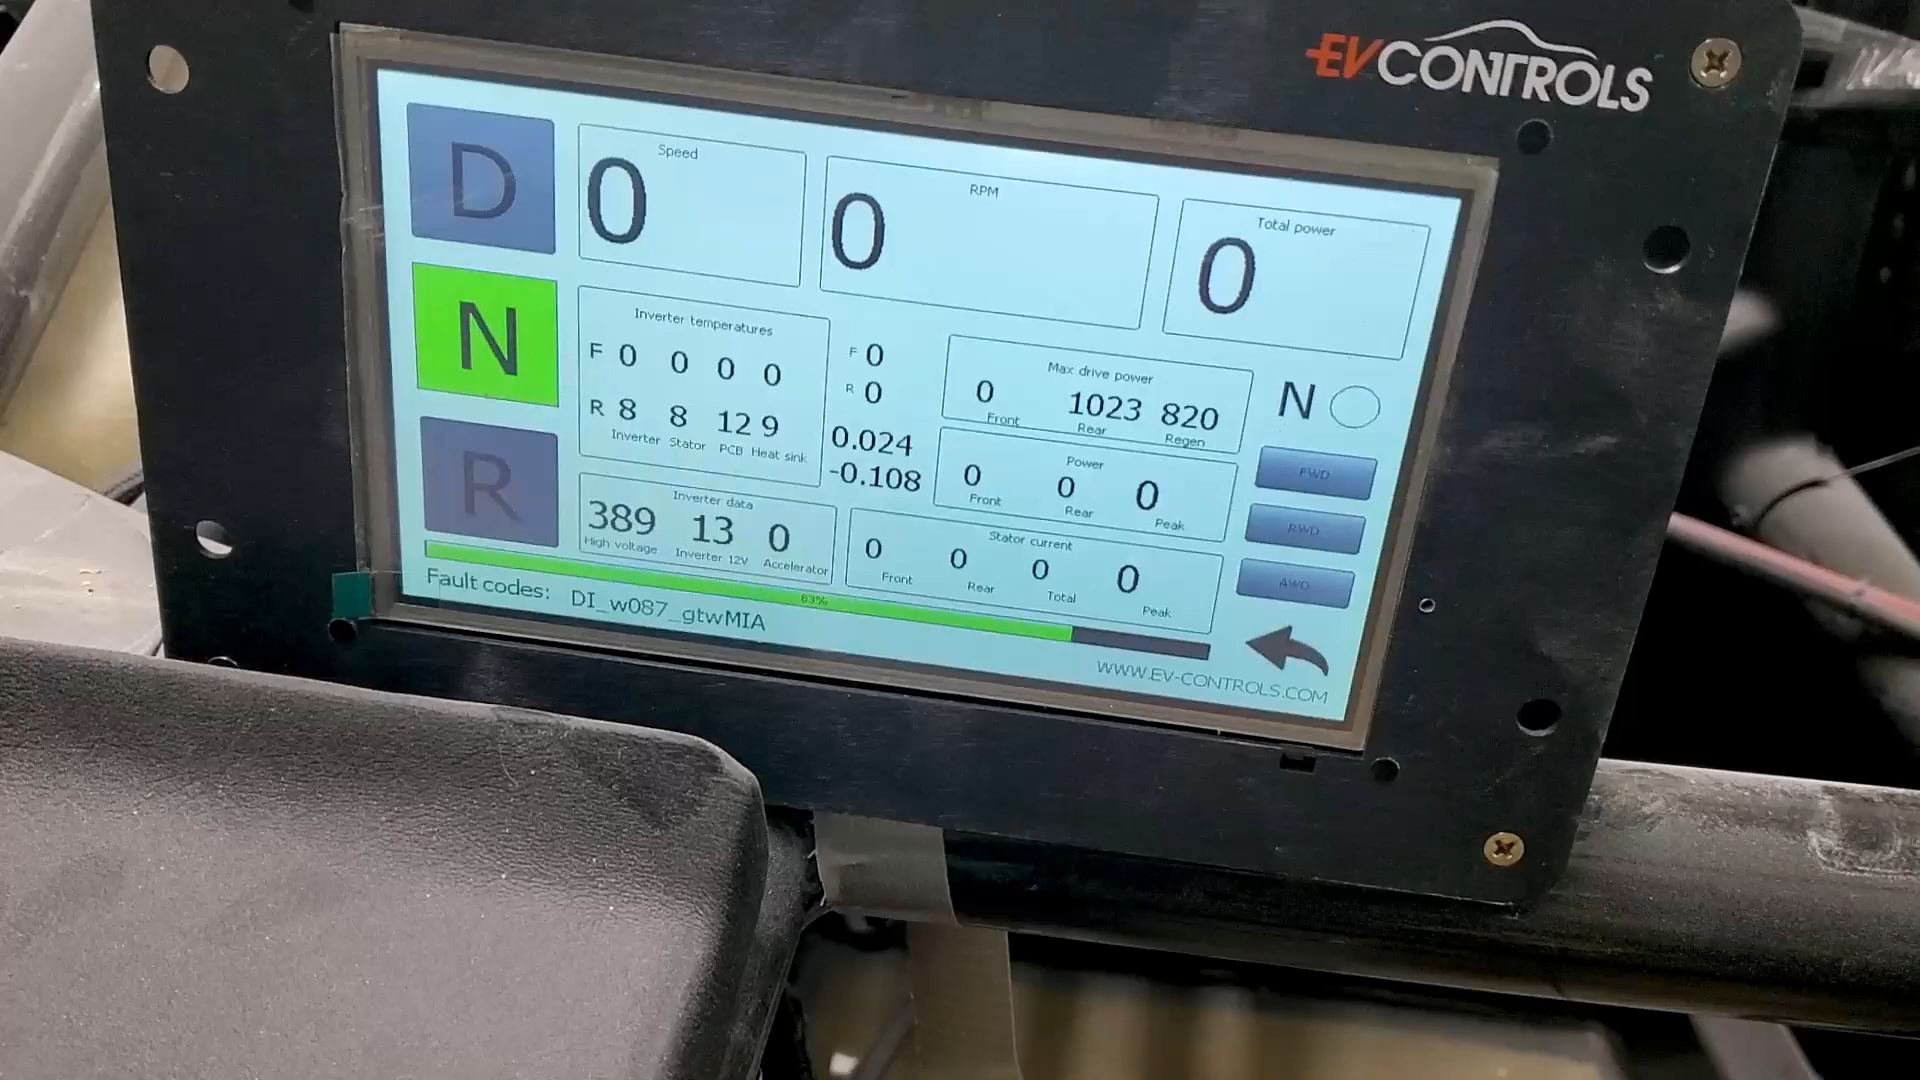 EVCONTROLS
D
Speed
0
RPM
0
Total power
0
N
Inverter temperatures
F 0 0 0 0
R 8 8 12 9
Inverter Stator PCB Heat sink
F 0
R 0
0.024
-0.108
Max drive power
0 1023 820
Front Rear Regen
N
Power
0 0 0
Front Rear Peak
FWD
RWD
AWD
R
Inverter data
389 13 0
High voltage Inverter 12V Accelerator
Stator current
0 0 0 0
Front Rear Total Peak
83%
Fault codes: DI_w087_gtwMIA
WWW.EV-CONTROLS.COM